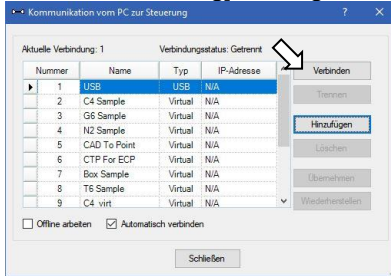 Kommunikation vom PC zur Steuerung
Aktuelle Verbindung: 1 Verbindungsstatus: Getrennt
Nummer Name Typ IP-Adresse
1 USB USB N/A
2 C4 Sample Virtual N/A
3 G6 Sample Virtual N/A
4 N2 Sample Virtual N/A
5 CAD To Point Virtual N/A
6 CTP For ECP Virtual N/A
7 Box Sample Virtual N/A
8 T6 Sample Virtual N/A
9 C4_virt Virtual N/A
Verbinden
Trennen
Hinzufügen
Löschen
Übernehmen
Wiederherstellen
Offline arbeiten Automatisch verbinden
Schließen